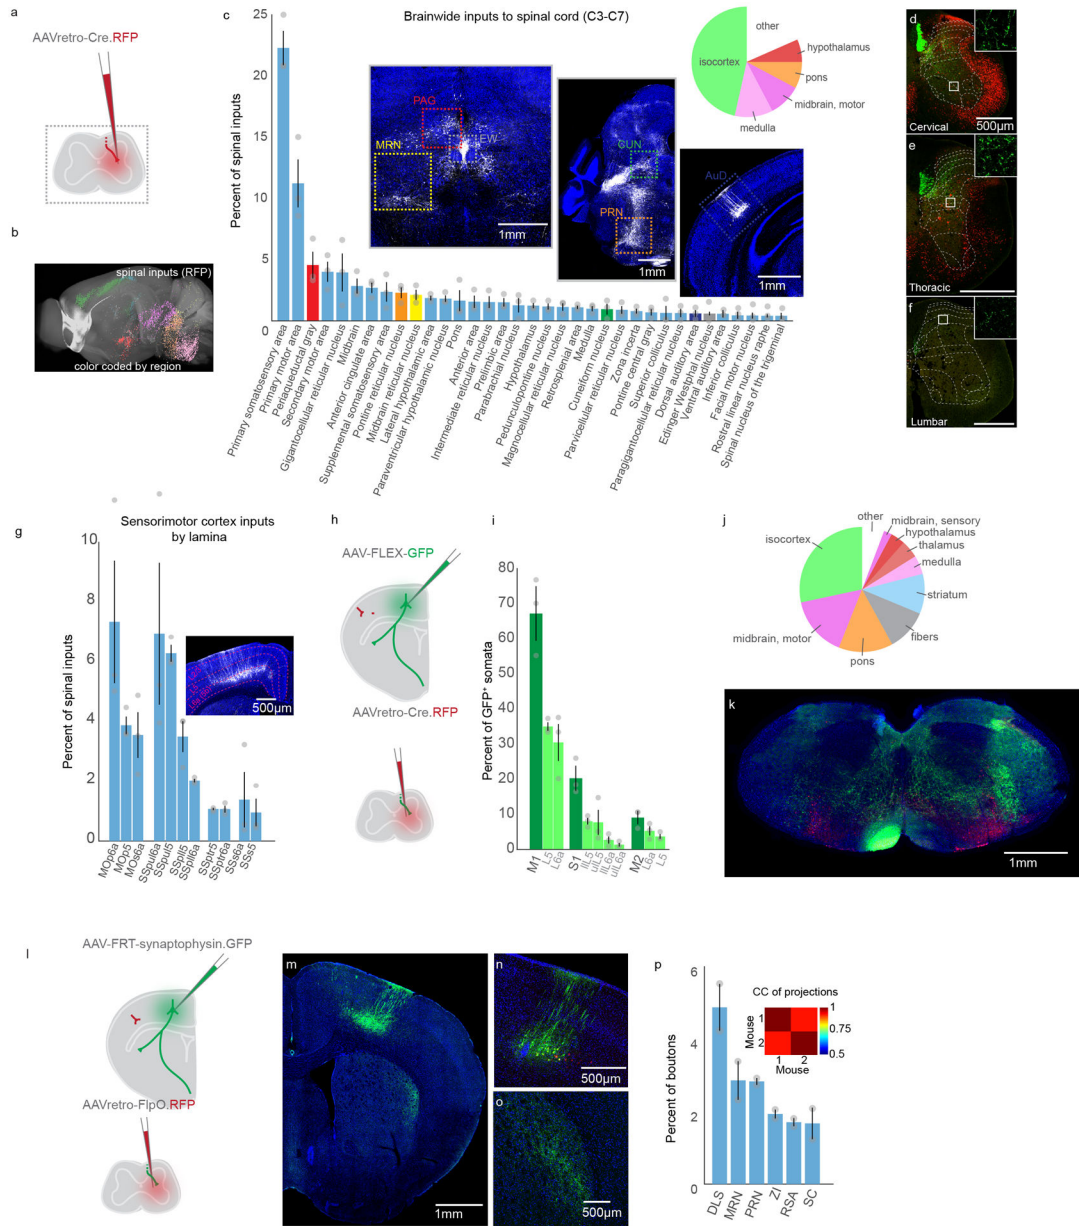 a
AAVretro-Cre.RFP
b
spinal inputs (RFP)
color coded by region
c
Brainwide inputs to spinal cord (C3-C7)
Percent of spinal inputs
25
20
15
10
5
0
PAG
EW
MRN
1mm
CUN
PRN
1mm
AuD
1mm
other
hypothalamus
isocortex
pons
midbrain, motor
medulla
Primary somatosensory area
Primary motor area
Periaqueductal gray
Secondary motor area
Gigantocellular reticular nucleus
Midbrain
Anterior cingulate area
Supplemental somatosensory area
Pontine reticular nucleus
Midbrain reticular nucleus
Lateral hypothalamic area
Paraventricular hypothalamic nucleus
Pons
Anterior area
Intermediate reticular nucleus
Prelimbic area
Parabrachial nucleus
Hypothalamus
Pedunculopontine nucleus
Magnocellular reticular nucleus
Retrosplenial area
Medulla
Cuneiform nucleus
Parvicellular reticular nucleus
Zona incerta
Pontine central gray
Superior colliculus
Paragigantocellular reticular nucleus
Dorsal auditory area
Edinger Westphal nucleus
Ventral auditory area
Inferior colliculus
Facial motor nucleus
Rostral linear nucleus raphe
Spinal nucleus of the trigeminal
d
Cervical
500µm
e
Thoracic
f
Lumbar
g
Sensorimotor cortex inputs
by lamina
Percent of spinal inputs
10
8
6
4
2
0
500µm
MOp6a
MOp5
MOs6a
SSpul6a
SSpul5
SSpll5
SSpll6a
SSptr5
SSptr6a
SSs6a
SSs5
h
AAV-FLEX-GFP
AAVretro-Cre.RFP
i
Percent of GFP⁺ somata
80
70
60
50
40
30
20
10
0
M1
L5
L6a
S1
llL5
ulL5
llL6a
ulL6a
M2
L6a
L5
j
other
midbrain, sensory
hypothalamus
thalamus
isocortex
medulla
striatum
midbrain, motor
fibers
pons
k
1mm
l
AAV-FRT-synaptophysin.GFP
AAVretro-FlpO.RFP
m
1mm
n
500µm
o
500µm
p
Percent of boutons
6
4
2
0
CC of projections
Mouse
1
2
1 2
Mouse
1
0.75
0.5
DLS
MRN
PRN
ZI
RSA
SC